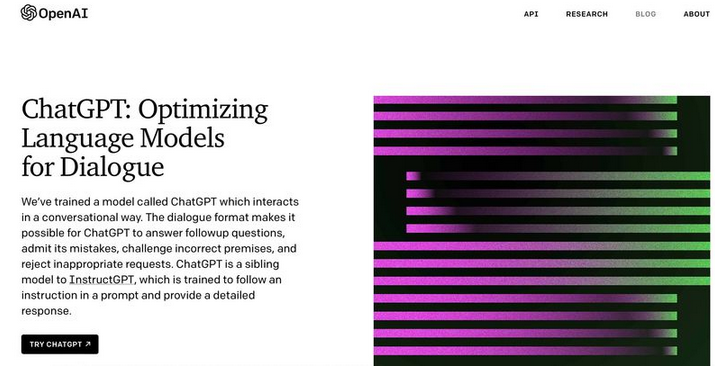 OpenAI
API RESEARCH BLOG ABOUT
ChatGPT: Optimizing
Language Models
for Dialogue
We’ve trained a model called ChatGPT which interacts
in a conversational way. The dialogue format makes it
possible for ChatGPT to answer followup questions,
admit its mistakes, challenge incorrect premises, and
reject inappropriate requests. ChatGPT is a sibling
model to InstructGPT, which is trained to follow an
instruction in a prompt and provide a detailed
response.
TRY CHATGPT ↗